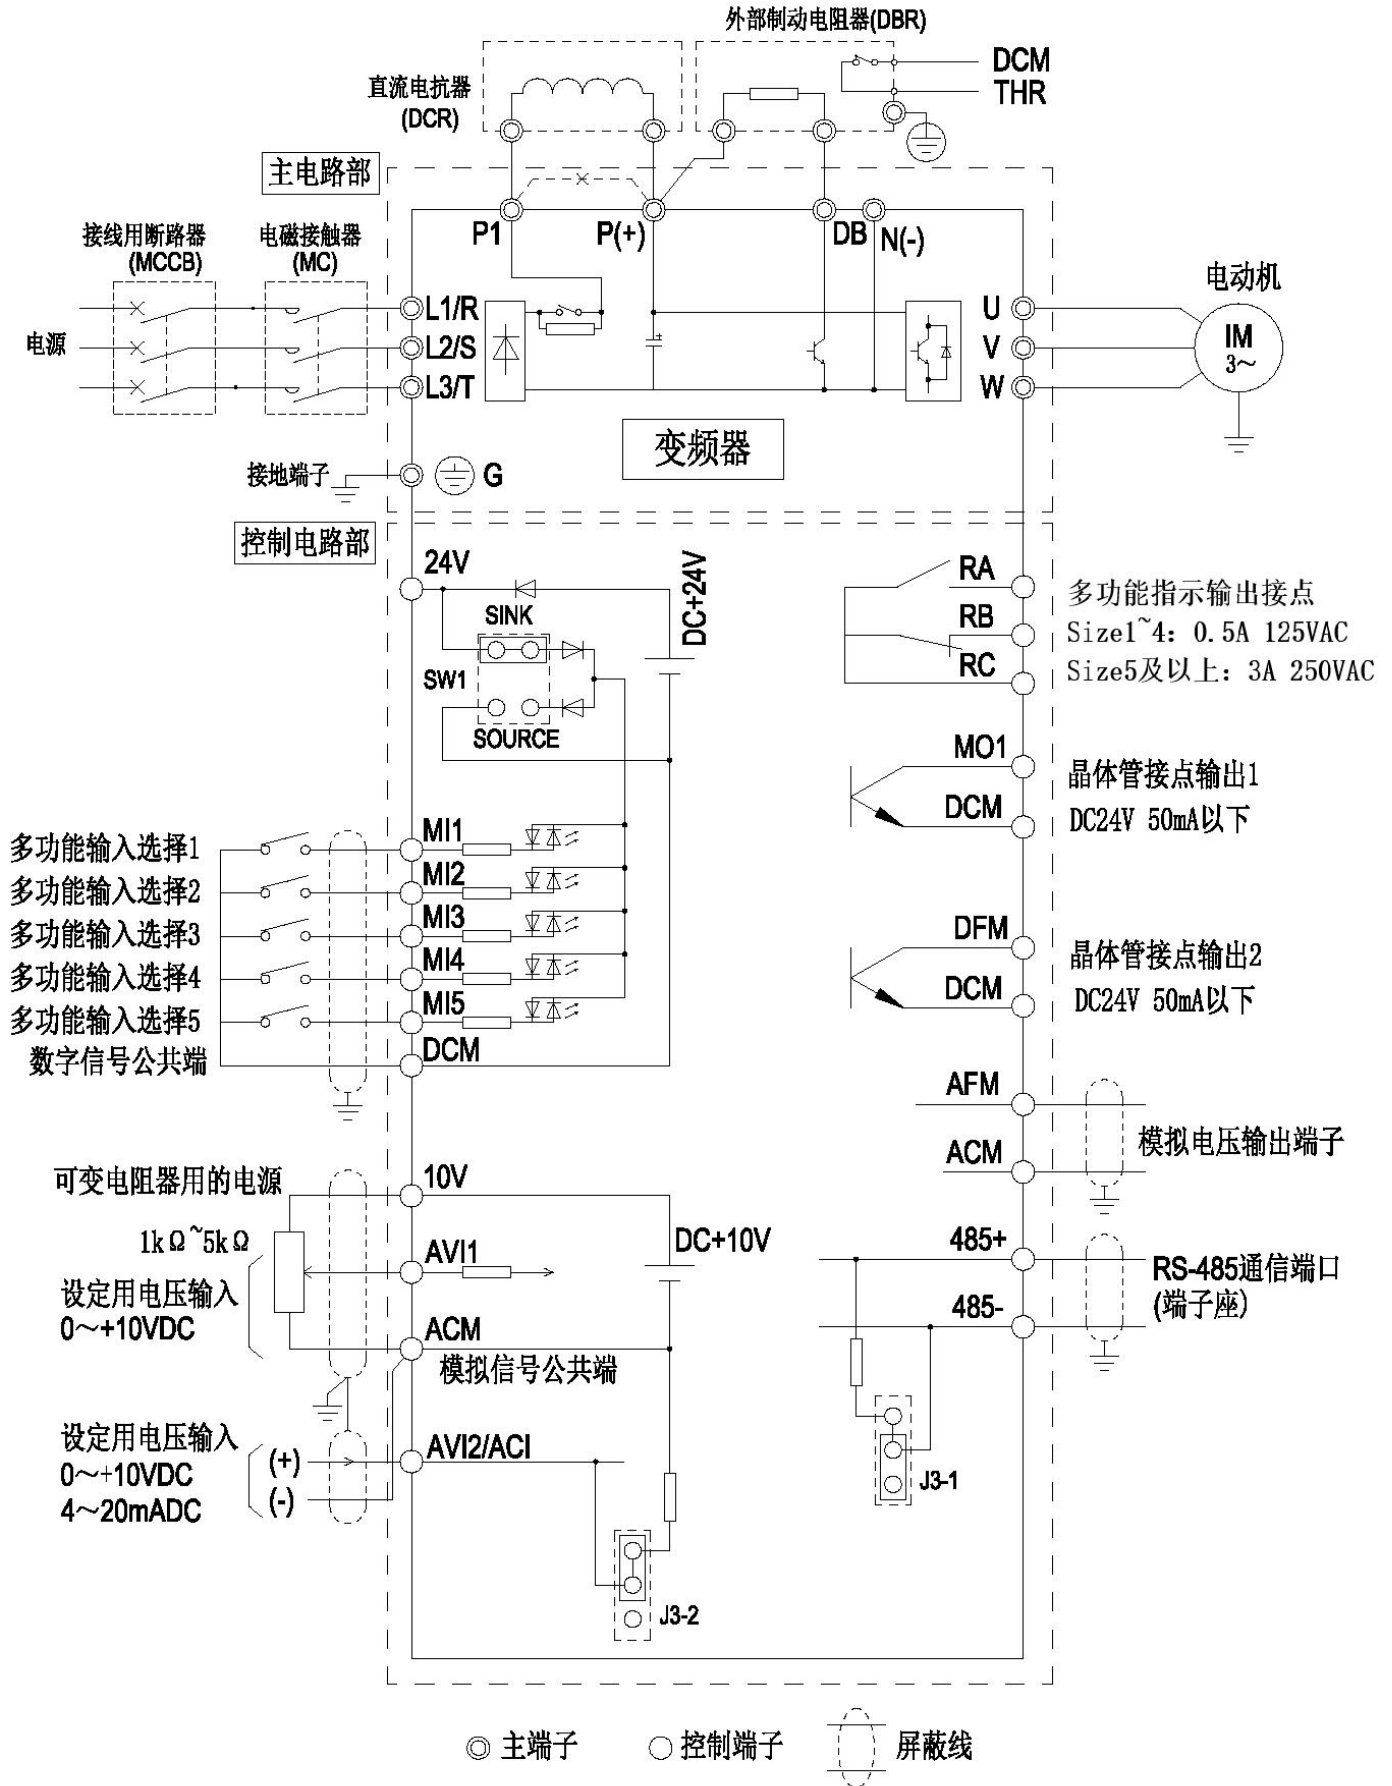 外部制动电阻器(DBR)
DCM
THR
直流电抗器
(DCR)
主电路部
接线用断路器
(MCCB)
电磁接触器
(MC)
P1
P(+)
DB
N(-)
电动机
IM
3～
电源
L1/R
L2/S
L3/T
U
V
W
变频器
接地端子
G
控制电路部
24V
SINK
SW1
SOURCE
DC+24V
RA
RB
RC
多功能指示输出接点
Size1~4: 0.5A 125VAC
Size5及以上: 3A 250VAC
MO1
DCM
晶体管接点输出1
DC24V 50mA以下
多功能输入选择1
多功能输入选择2
多功能输入选择3
多功能输入选择4
多功能输入选择5
数字信号公共端
MI1
MI2
MI3
MI4
MI5
DCM
DFM
DCM
晶体管接点输出2
DC24V 50mA以下
AFM
ACM
模拟电压输出端子
可变电阻器用的电源
1kΩ~5kΩ
设定用电压输入
0～+10VDC
10V
AVI1
ACM
模拟信号公共端
DC+10V
485+
485-
RS-485通信端口
(端子座)
设定用电压输入
0～+10VDC
4～20mADC
(+)
(-)
AVI2/ACI
J3-1
J3-2
主端子
控制端子
屏蔽线